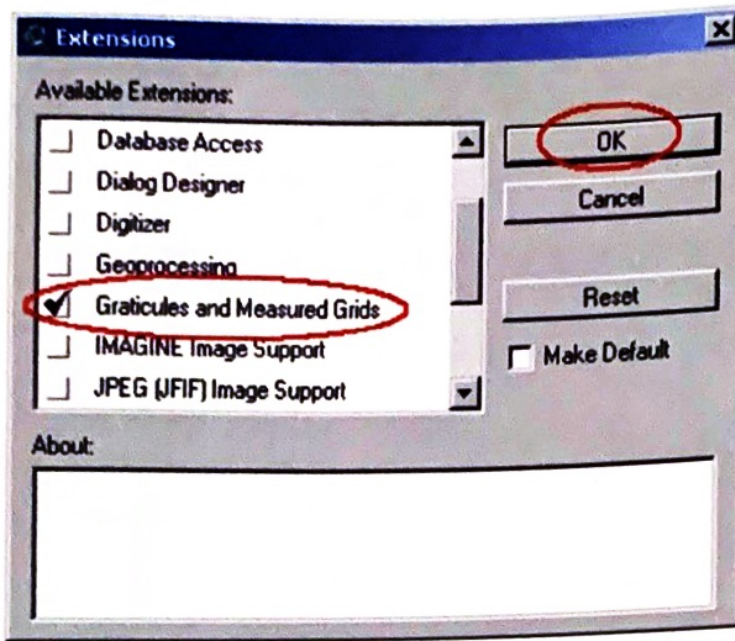 Extensions
Available Extensions:
Database Access
Dialog Designer
Digitizer
Geoprocessing
Graticules and Measured Grids
IMAGINE Image Support
JPEG (JFIF) Image Support
OK
Cancel
Reset
Make Default
About: